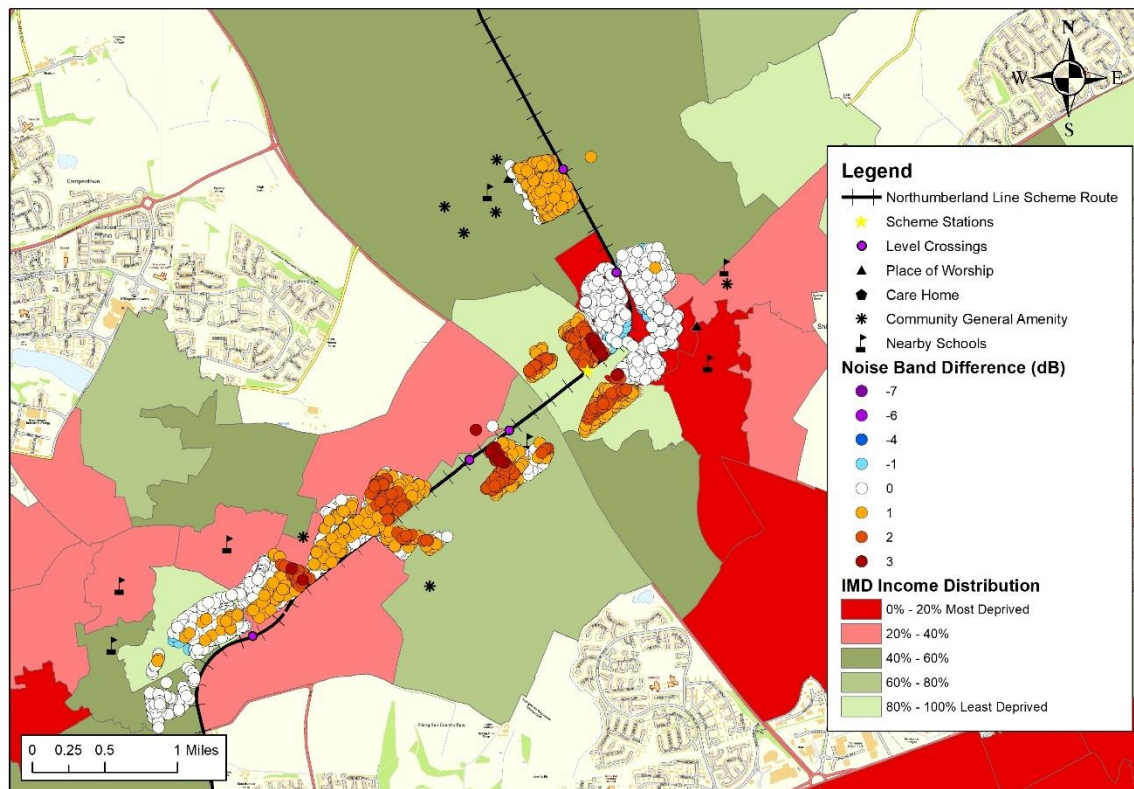 Camperdown
N
W
E
S
Legend
Northumberland Line Scheme Route
Scheme Stations
Level Crossings
Place of Worship
Care Home
Community General Amenity
Nearby Schools
Noise Band Difference (dB)
-7
-6
-4
-1
0
1
2
3
IMD Income Distribution
0% - 20% Most Deprived
20% - 40%
40% - 60%
60% - 80%
80% - 100% Least Deprived
0 0.25 0.5 1 Miles